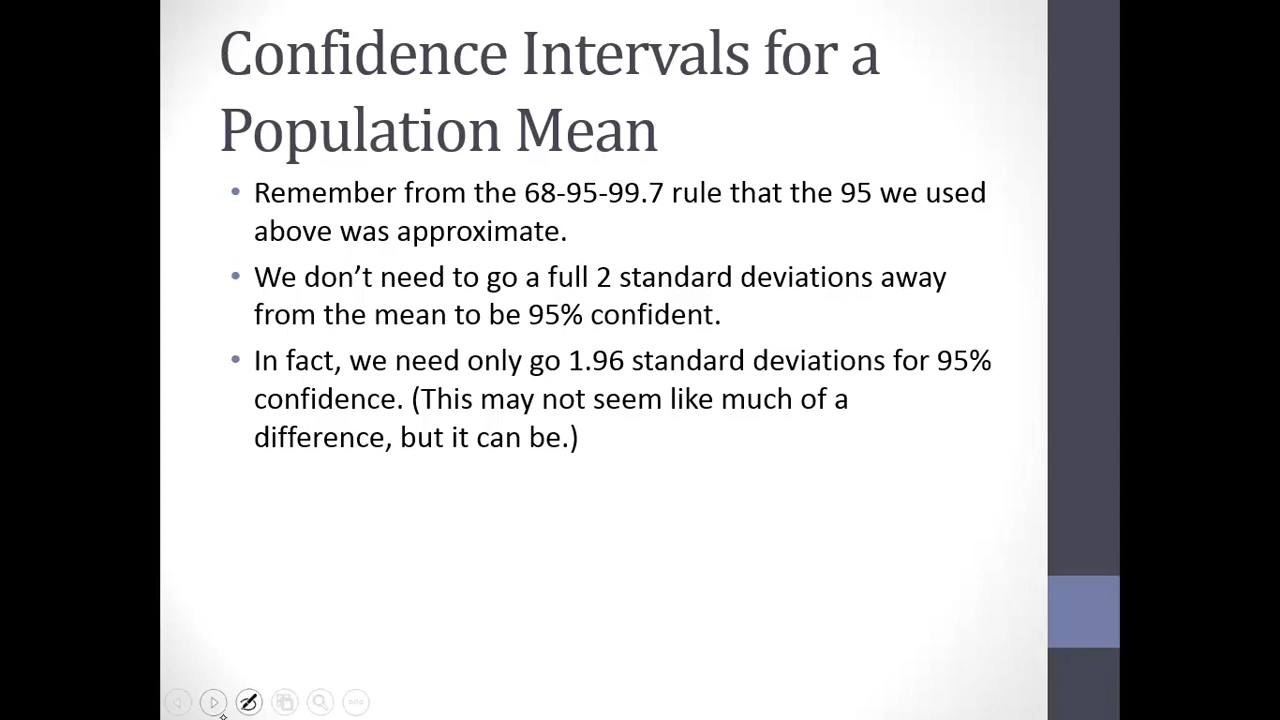 Confidence Intervals for a
Population Mean
• Remember from the 68-95-99.7 rule that the 95 we used
above was approximate.
• We don’t need to go a full 2 standard deviations away
from the mean to be 95% confident.
• In fact, we need only go 1.96 standard deviations for 95%
confidence. (This may not seem like much of a
difference, but it can be.)